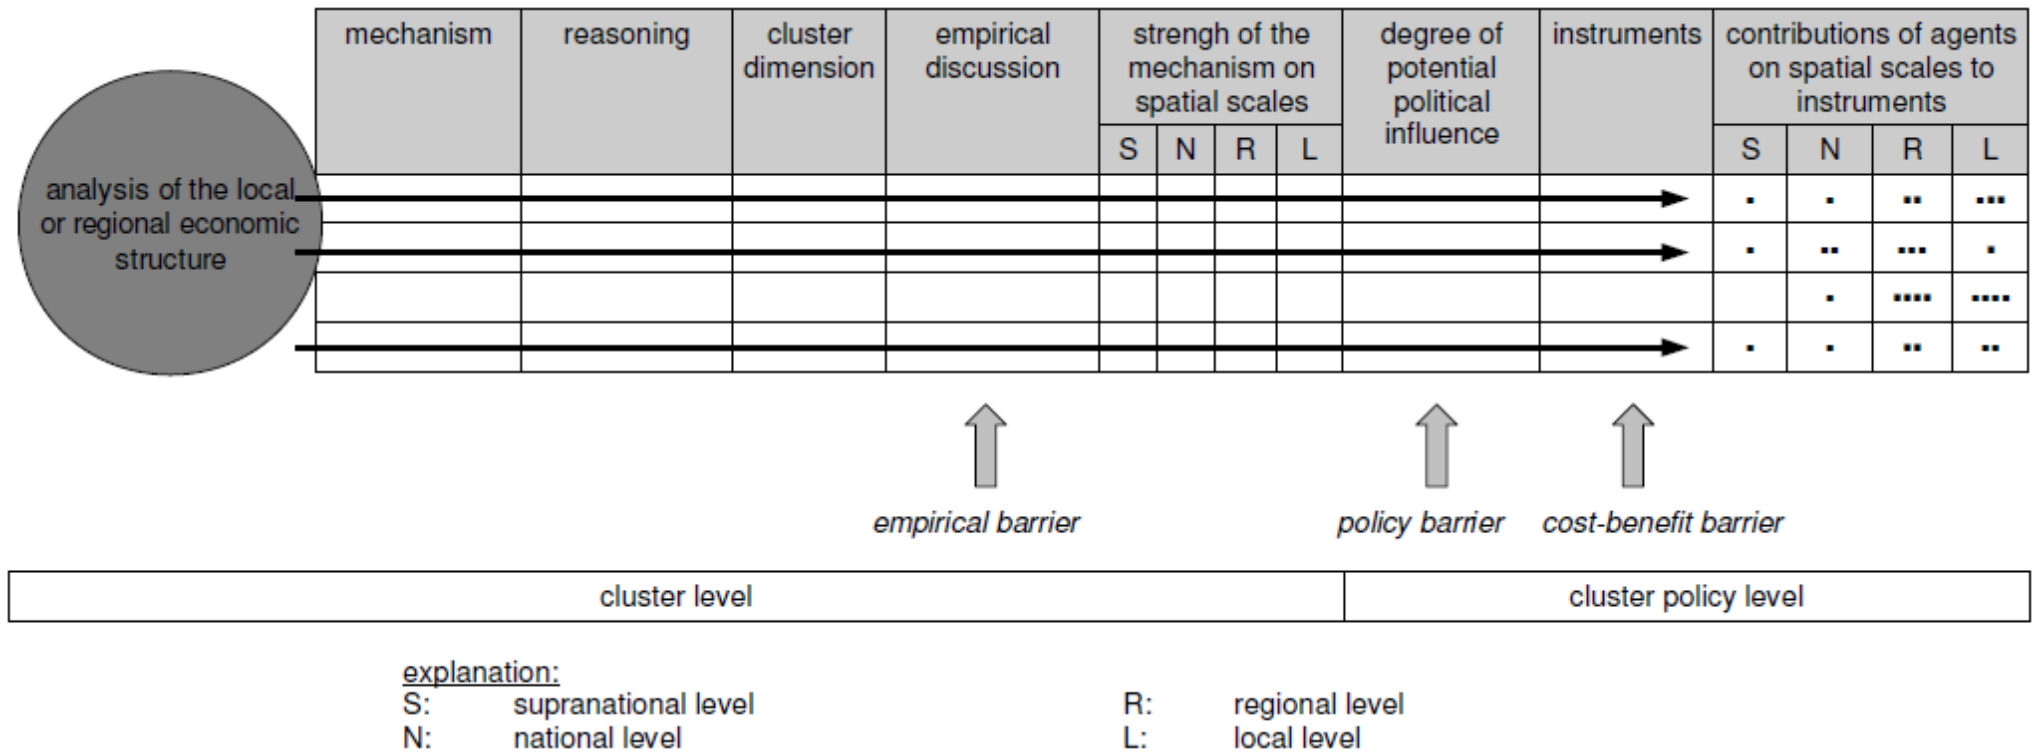 mechanism
reasoning
cluster
dimension
empirical
discussion
strengh of the
mechanism on
spatial scales
degree of
potential
political
influence
instruments
contributions of agents
on spatial scales to
instruments
S N R L
S N R L
analysis of the local
or regional economic
structure
empirical barrier
policy barrier
cost-benefit barrier
cluster level
cluster policy level
explanation:
S: supranational level
R: regional level
N: national level
L: local level